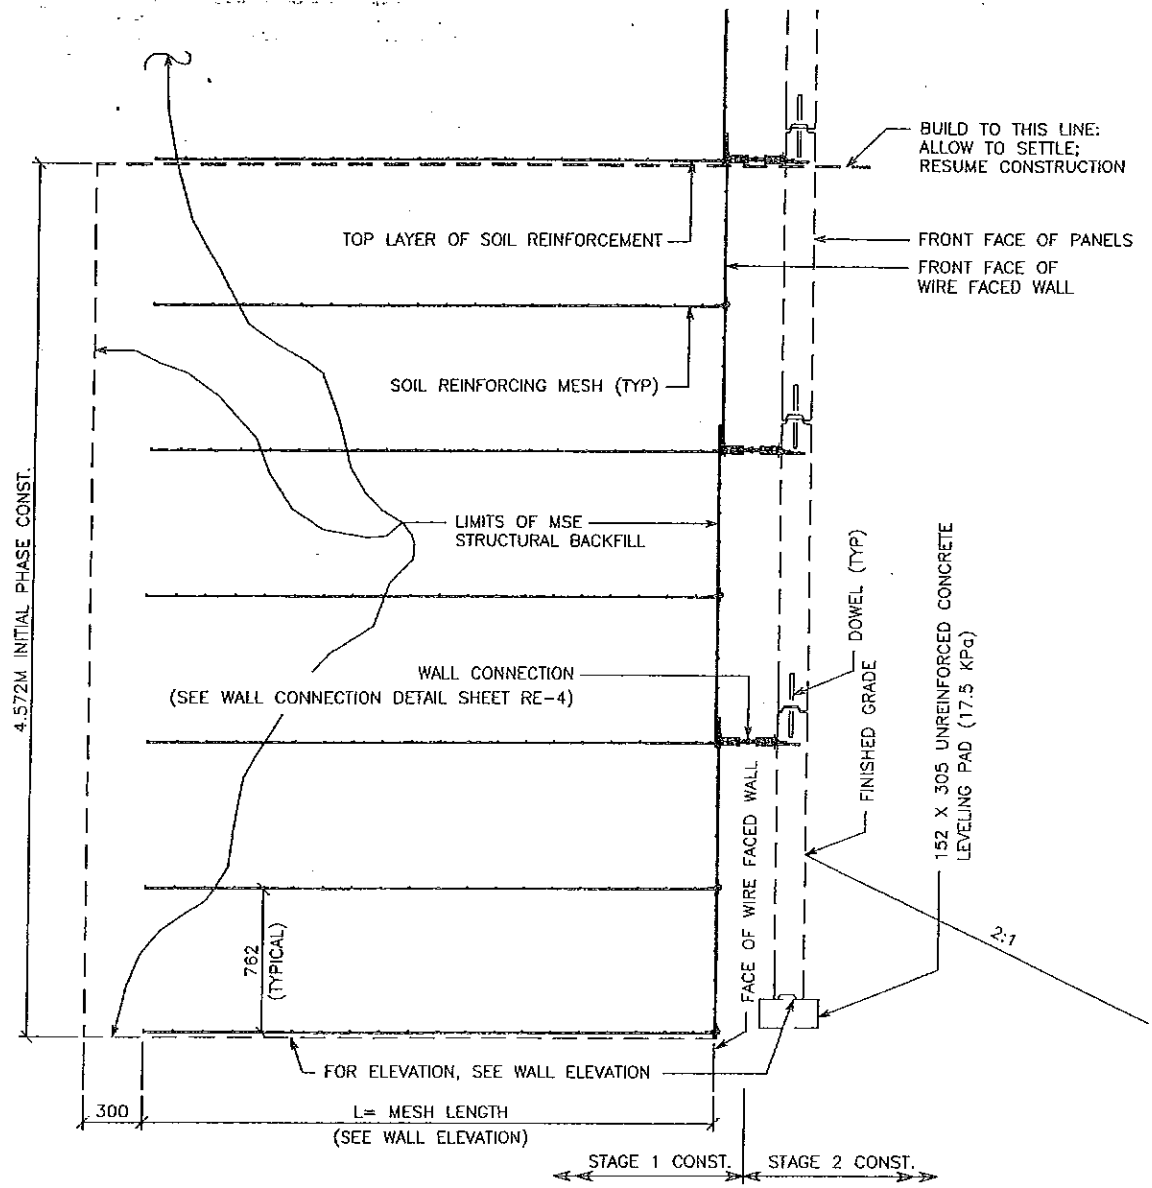 BUILD TO THIS LINE:
ALLOW TO SETTLE;
RESUME CONSTRUCTION
TOP LAYER OF SOIL REINFORCEMENT
FRONT FACE OF PANELS
FRONT FACE OF
WIRE FACED WALL
SOIL REINFORCING MESH (TYP)
4.572M INITIAL PHASE CONST.
LIMITS OF MSE
STRUCTURAL BACKFILL
WALL CONNECTION
(SEE WALL CONNECTION DETAIL SHEET RE-4)
DOWEL (TYP)
FINISHED GRADE
152 X 305 UNREINFORCED CONCRETE
LEVELING PAD (17.5 KPa)
FACE OF WIRE FACED WALL
762
(TYPICAL)
2:1
FOR ELEVATION, SEE WALL ELEVATION
300
L= MESH LENGTH
(SEE WALL ELEVATION)
STAGE 1 CONST.
STAGE 2 CONST.